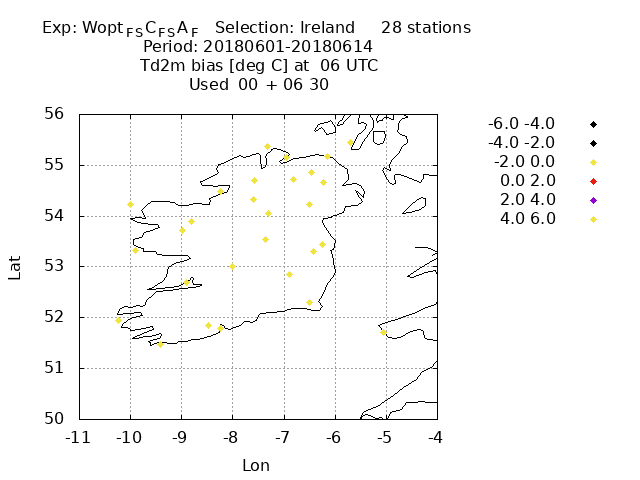 Exp: Wopt_FS C_FS A_F   Selection: Ireland     28 stations
Period: 20180601-20180614
Td2m bias [deg C] at  06 UTC
Used  00 + 06 30
-6.0 -4.0
-4.0 -2.0
-2.0 0.0
0.0 2.0
2.0 4.0
4.0 6.0
56
55
54
53
52
51
50
Lat
-11 -10 -9 -8 -7 -6 -5 -4
Lon